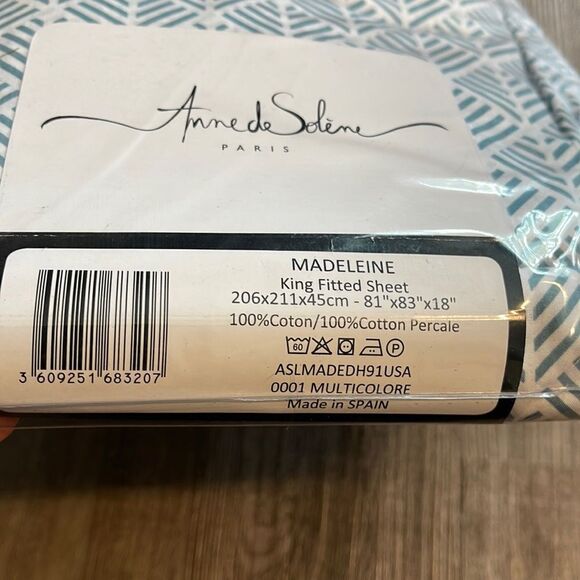 Anne de Solène
PARIS
MADELEINE
King Fitted Sheet
206x211x45cm - 81"x83"x18"
100%Coton/100%Cotton Percale
60
P
ASLMADEDH91USA
0001 MULTICOLORE
Made in SPAIN
3 609251 683207